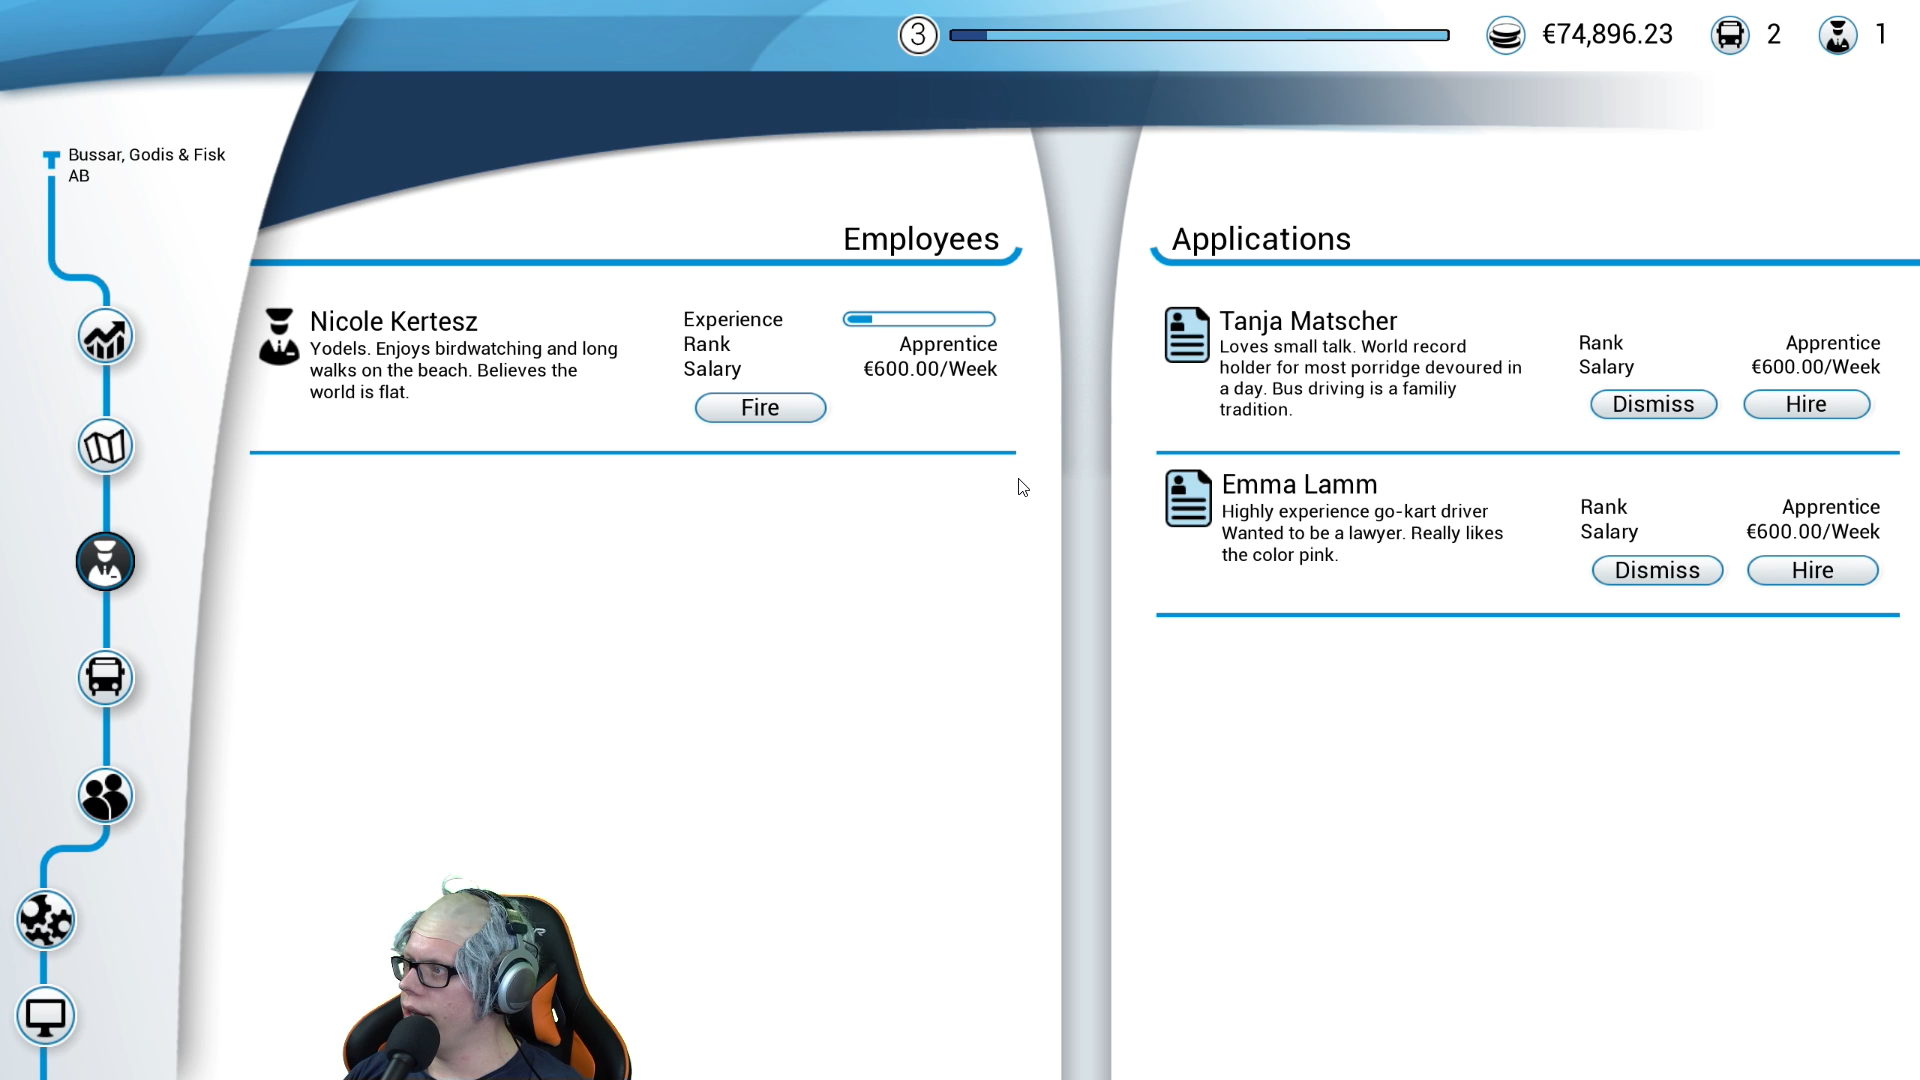 3
€74,896.23
2
1
Bussar, Godis & Fisk
AB
Employees
Nicole Kertesz
Yodels. Enjoys birdwatching and long
walks on the beach. Believes the
world is flat.
Experience
Rank Apprentice
Salary €600.00/Week
Fire
Applications
Tanja Matscher
Loves small talk. World record
holder for most porridge devoured in
a day. Bus driving is a familiy
tradition.
Rank Apprentice
Salary €600.00/Week
Dismiss Hire
Emma Lamm
Highly experience go-kart driver
Wanted to be a lawyer. Really likes
the color pink.
Rank Apprentice
Salary €600.00/Week
Dismiss Hire